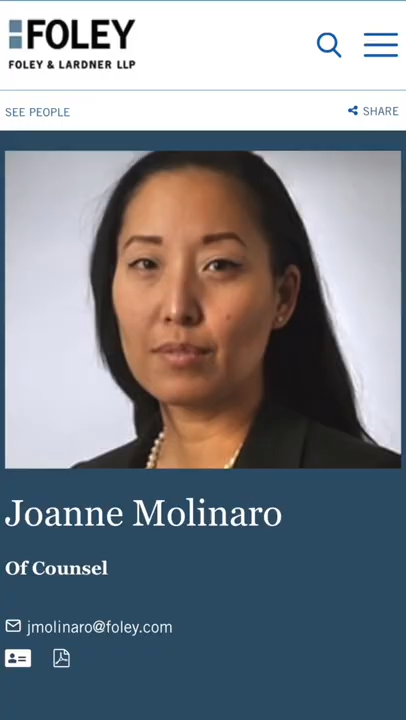 FOLEY
FOLEY & LARDNER LLP
SEE PEOPLE
SHARE
Joanne Molinaro
Of Counsel
jmolinaro@foley.com